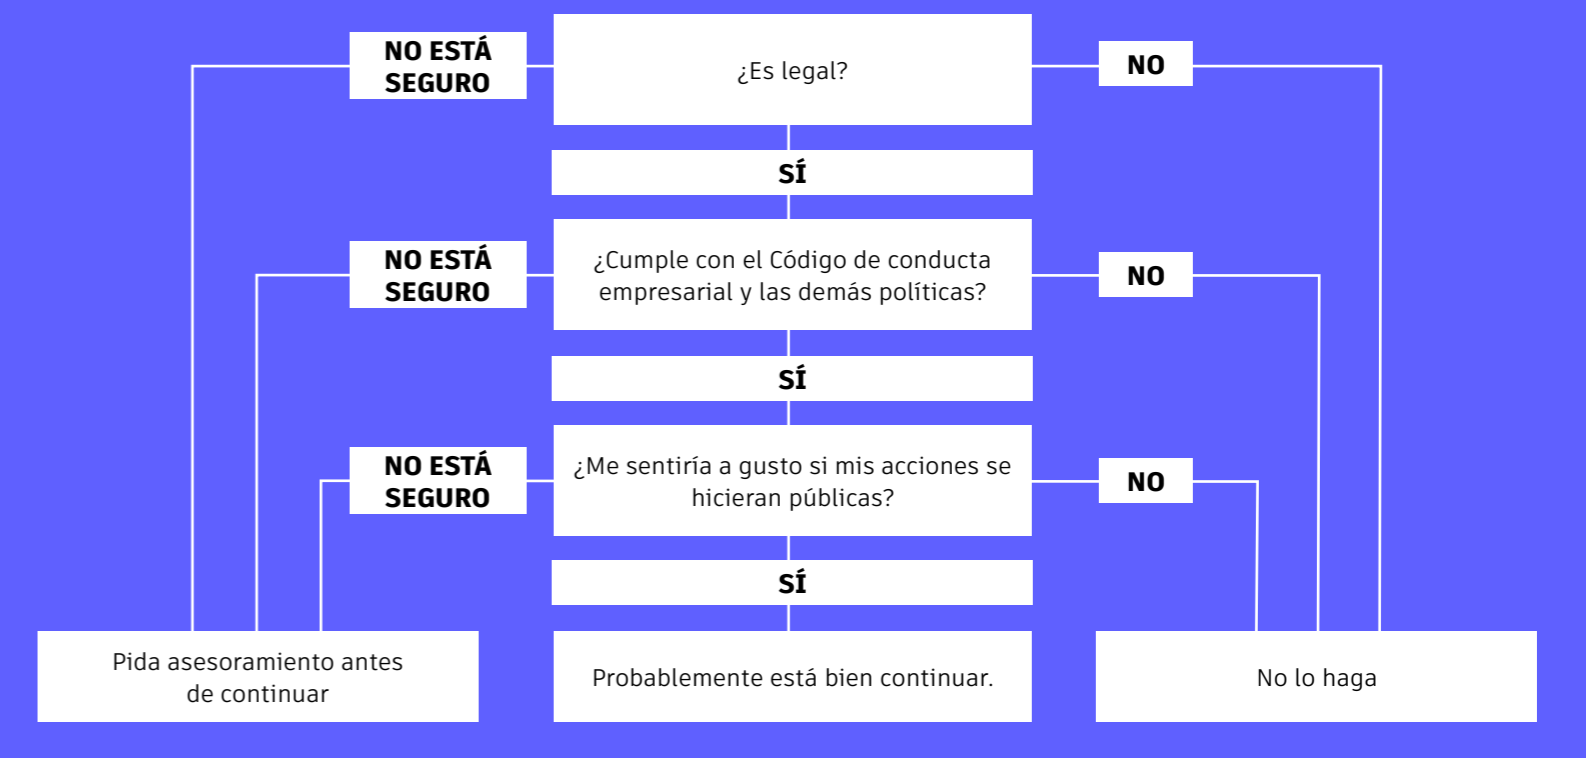 NO ESTÁ
SEGURO
¿Es legal?
NO
SÍ
NO ESTÁ
SEGURO
¿Cumple con el Código de conducta
empresarial y las demás políticas?
NO
SÍ
NO ESTÁ
SEGURO
¿Me sentiría a gusto si mis acciones se
hicieran públicas?
NO
SÍ
Pida asesoramiento antes
de continuar
Probablemente está bien continuar.
No lo haga